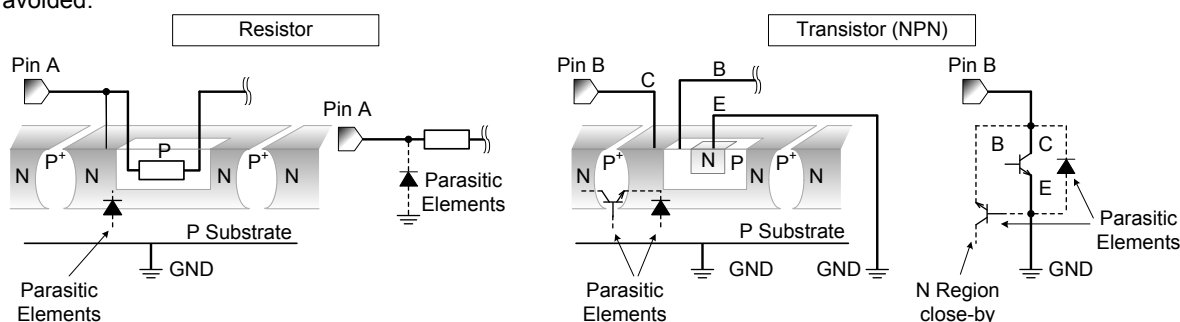 avoided.
Resistor
Transistor (NPN)
Pin A
Pin A
P
N
P+
N
N
P+
N
Parasitic
Elements
P Substrate
GND
Parasitic
Elements
Pin B
C
B
E
N
P+
N
P
N
P+
N
P Substrate
GND
GND
Parasitic
Elements
Pin B
B
C
E
Parasitic
Elements
GND
N Region
close-by